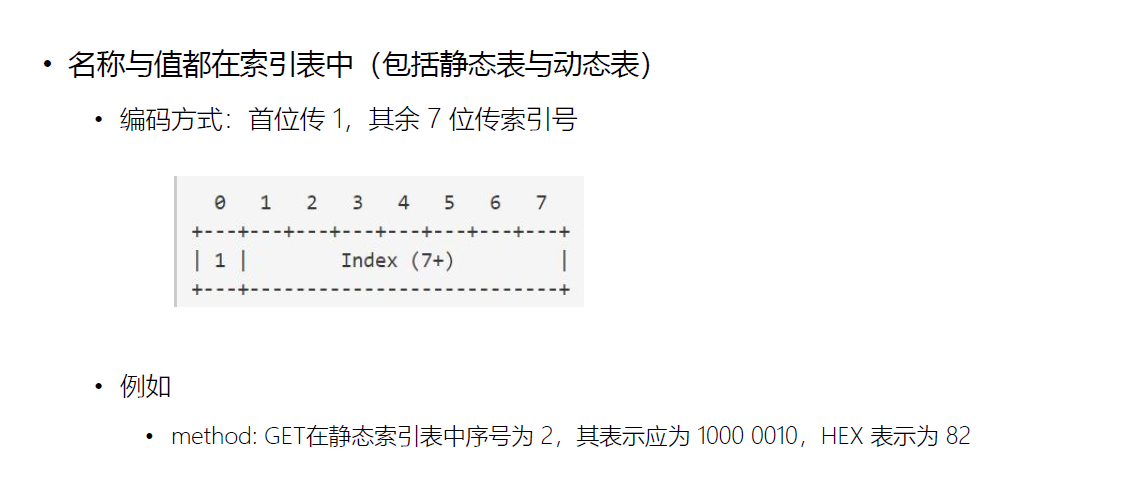 • 名称与值都在索引表中（包括静态表与动态表）
• 编码方式：首位传 1，其余 7 位传索引号
0 1 2 3 4 5 6 7
+---+---+---+---+---+---+---+---+
| 1 | Index (7+) |
+---+---------------------------+
• 例如
• method: GET在静态索引表中序号为 2，其表示应为 1000 0010，HEX 表示为 82